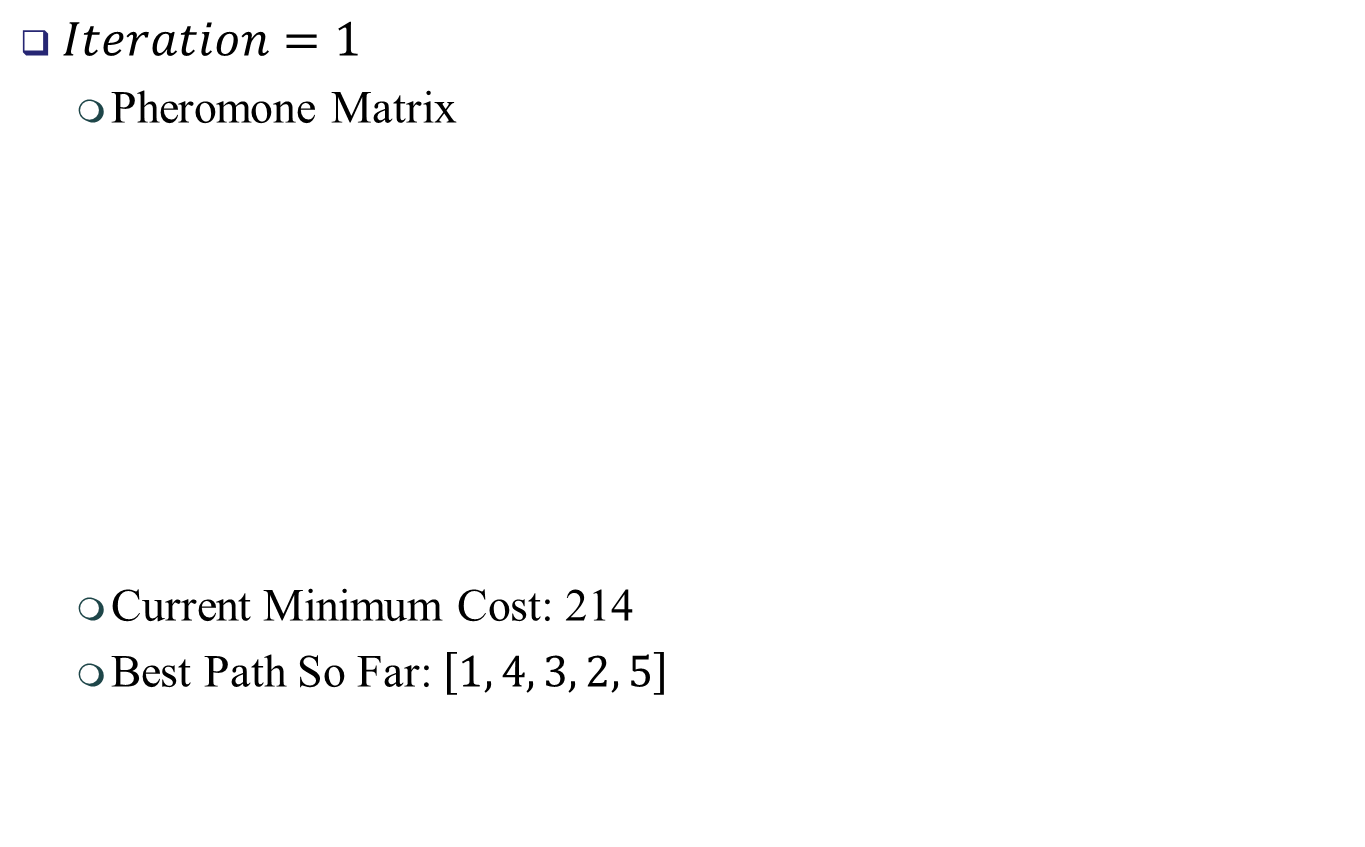 ❑ Iteration = 1
❍ Pheromone Matrix
❍ Current Minimum Cost: 214
❍ Best Path So Far: [1, 4, 3, 2, 5]